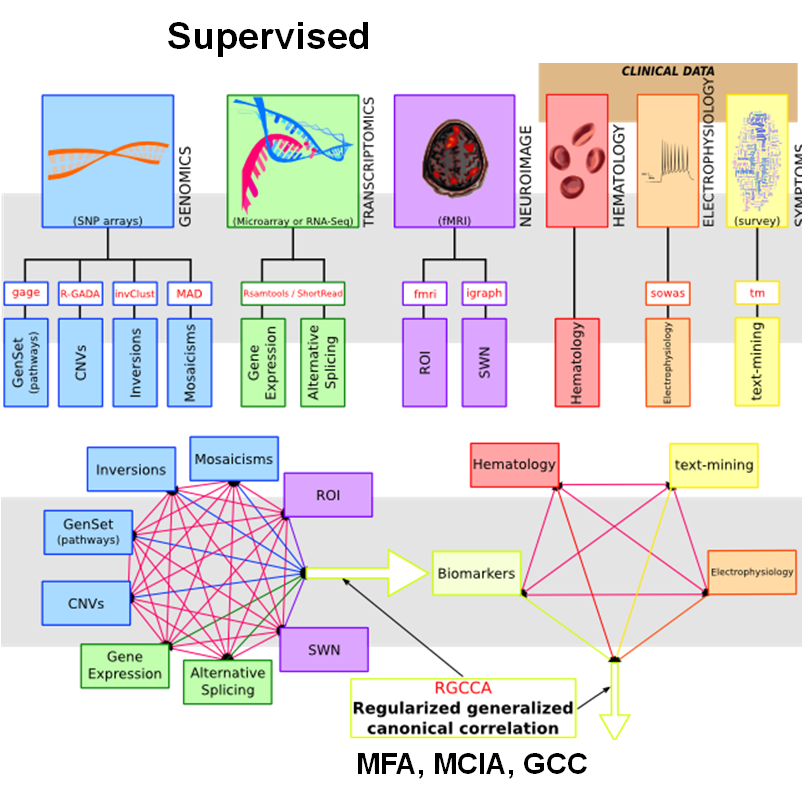 Supervised
CLINICAL DATA
GENOMICS
TRANSCRIPTOMICS
NEUROIMAGE
HEMATOLOGY
ELECTROPHYSIOLOGY
SYMPTOMS
(SNP arrays)
(Microarray or RNA-Seq)
(fMRI)
(survey)
gage
R-GADA
invClust
MAD
Rsamtools / ShortRead
fmri
igraph
sowas
tm
GenSet
(pathways)
CNVs
Inversions
Mosaicisms
Gene
Expression
Alternative
Splicing
ROI
SWN
Hematology
Electrophysiology
text-mining
Inversions
Mosaicisms
ROI
GenSet
(pathways)
CNVs
Gene
Expression
Alternative
Splicing
SWN
Hematology
text-mining
Biomarkers
Electrophysiology
RGCCA
Regularized generalized
canonical correlation
MFA, MCIA, GCC